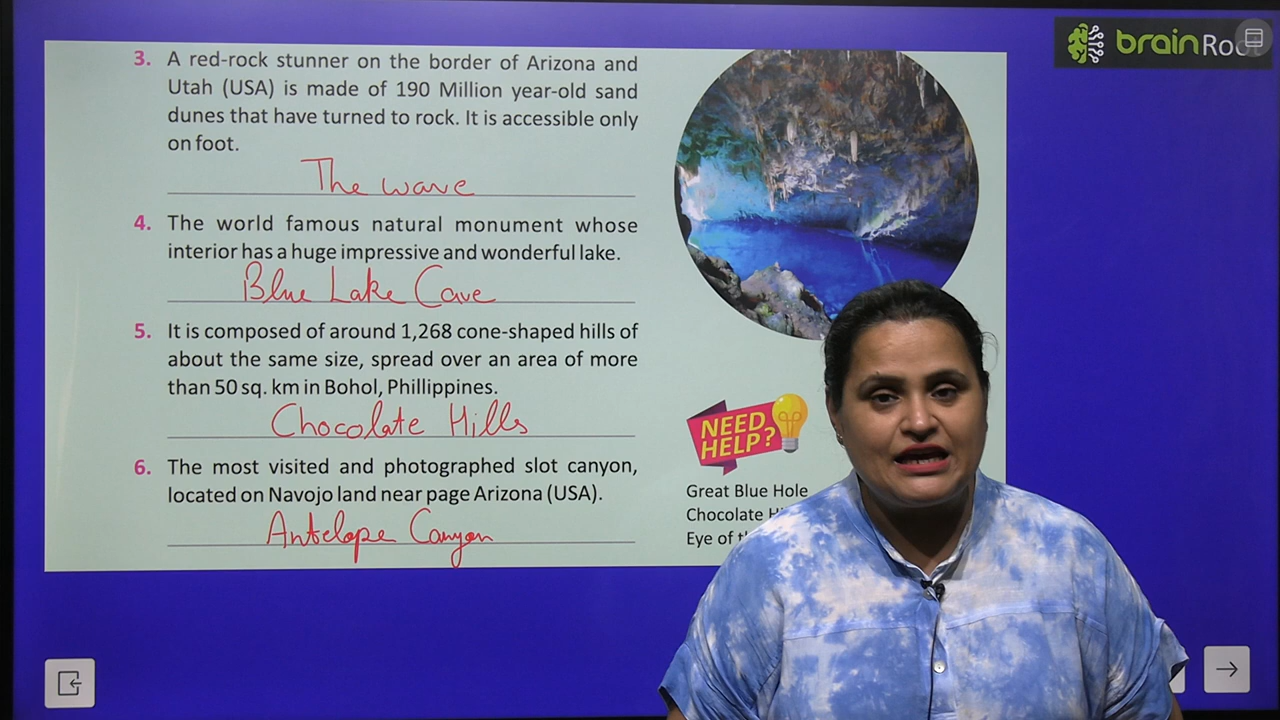 brainRoot
3. A red-rock stunner on the border of Arizona and
Utah (USA) is made of 190 Million year-old sand
dunes that have turned to rock. It is accessible only
on foot.
The wave
4. The world famous natural monument whose
interior has a huge impressive and wonderful lake.
Blue Lake Cave
5. It is composed of around 1,268 cone-shaped hills of
about the same size, spread over an area of more
than 50 sq. km in Bohol, Phillippines.
Chocolate Hills
6. The most visited and photographed slot canyon,
located on Navojo land near page Arizona (USA).
Antelope Canyon
NEED
HELP?
Great Blue Hole
Chocolate
Eye of